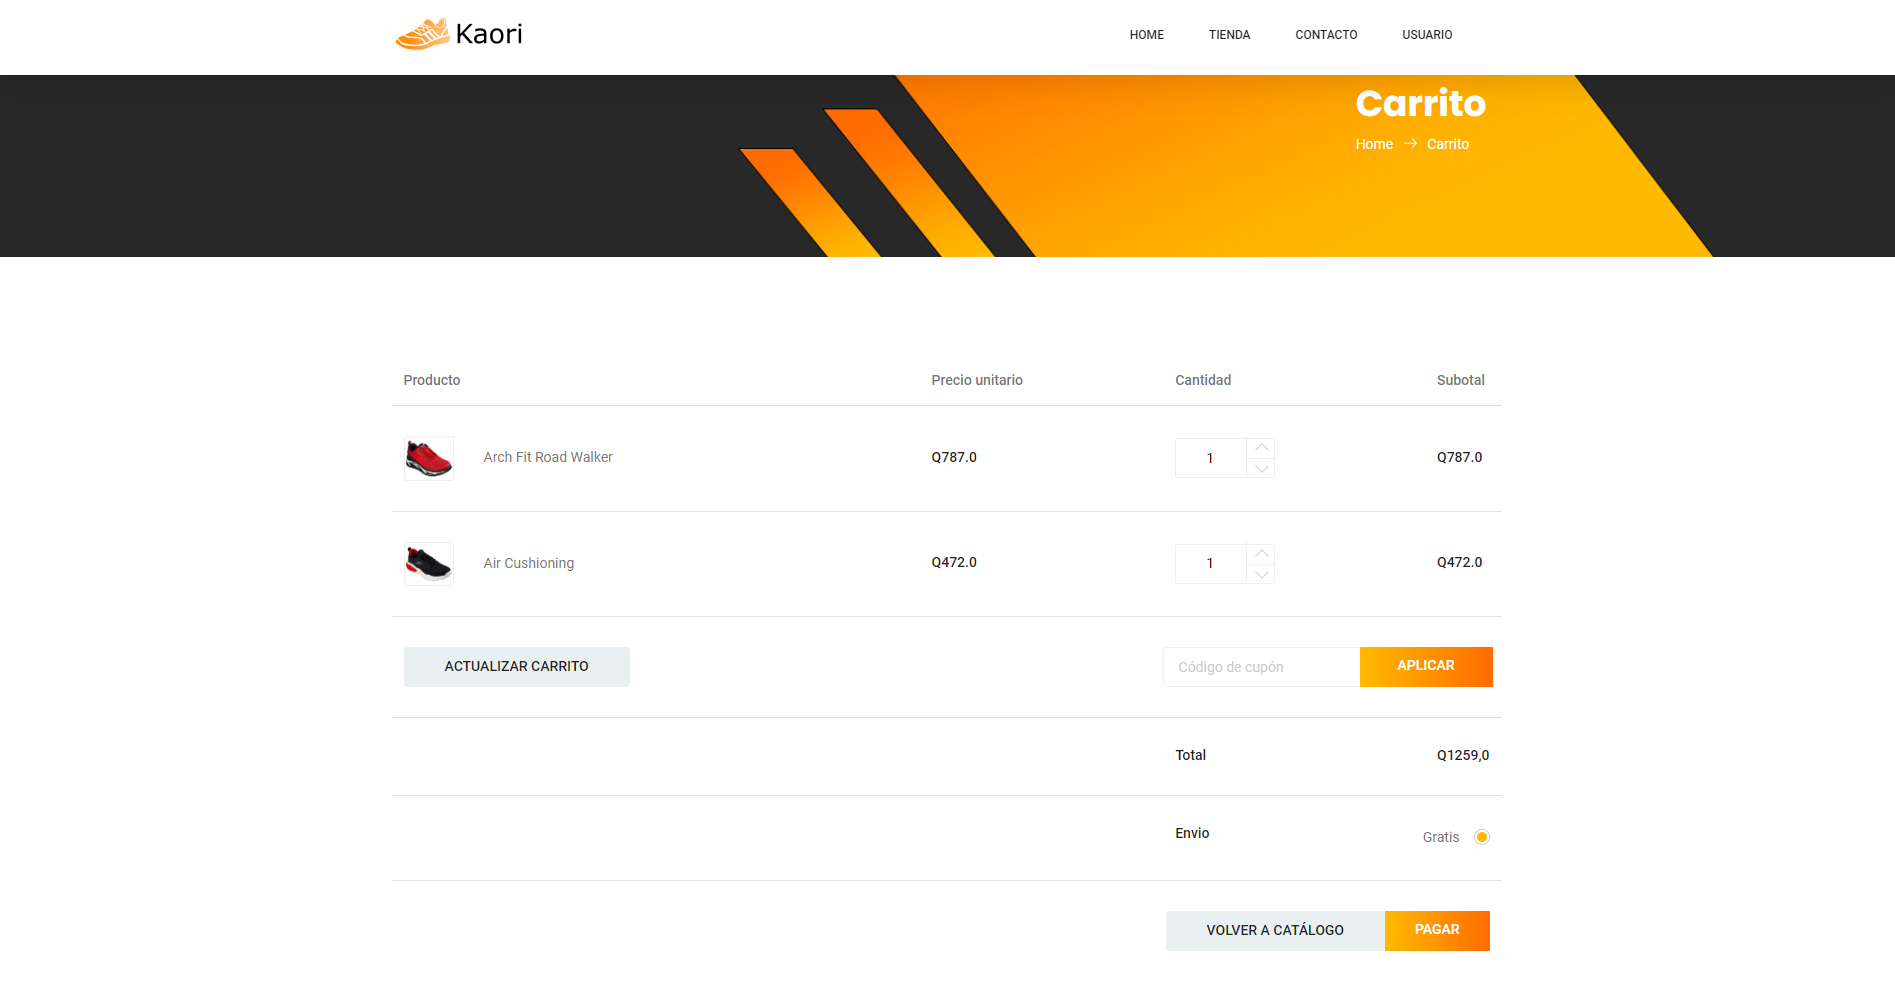 Kaori
HOME TIENDA CONTACTO USUARIO
Carrito
Home → Carrito
Producto Precio unitario Cantidad Subotal
Arch Fit Road Walker Q787.0 1 Q787.0
Air Cushioning Q472.0 1 Q472.0
ACTUALIZAR CARRITO Código de cupón APLICAR
Total Q1259,0
Envio Gratis
VOLVER A CATÁLOGO PAGAR